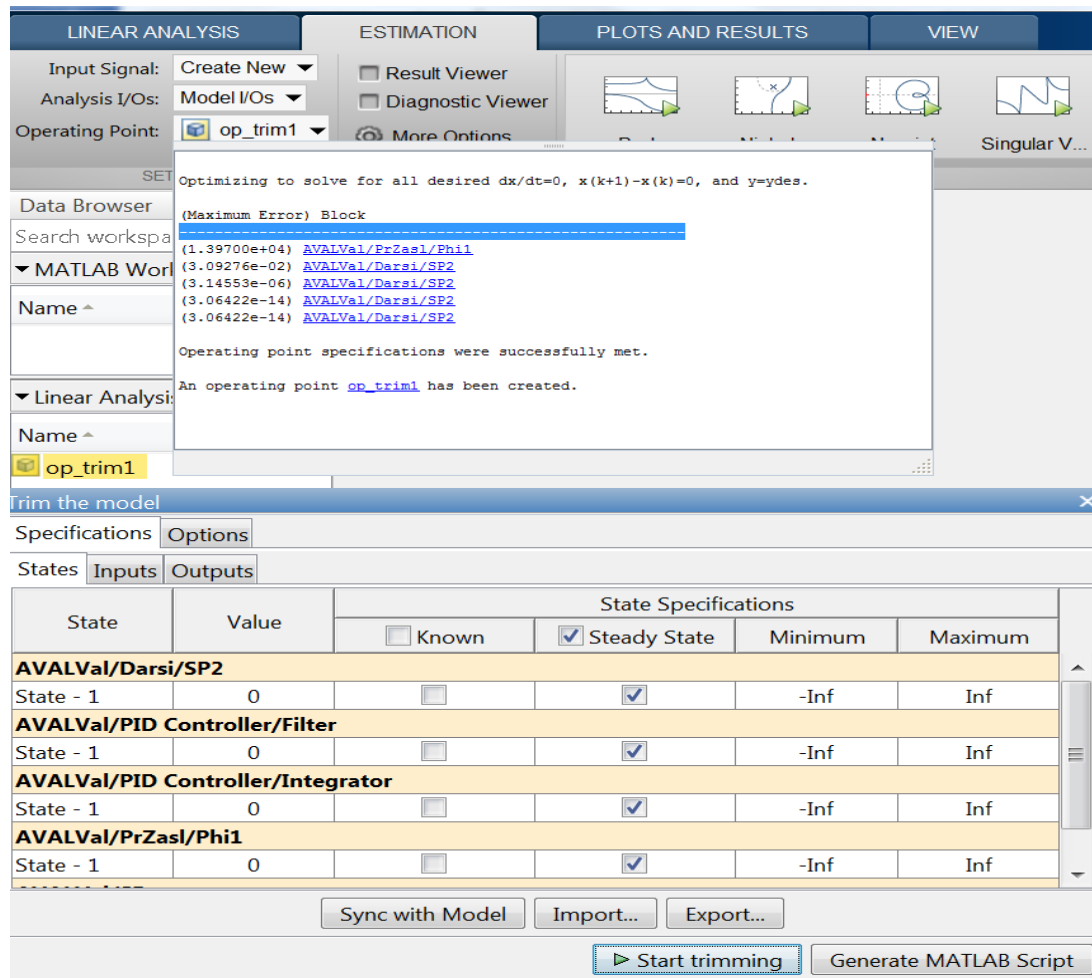 LINEAR ANALYSIS ESTIMATION PLOTS AND RESULTS VIEW
Input Signal: Create New
Analysis I/Os: Model I/Os
Operating Point: op_trim1
Result Viewer
Diagnostic Viewer
More Options
Singular V...
SET
Data Browser
Search workspa
MATLAB Worl
Name
Linear Analysi
Name
op_trim1
Optimizing to solve for all desired dx/dt=0, x(k+1)-x(k)=0, and y=ydes.
(Maximum Error) Block
---------------------------------------------------------
(1.39700e+04) AVALVal/PrZasl/Phi1
(3.09276e-02) AVALVal/Darsi/SP2
(3.14553e-06) AVALVal/Darsi/SP2
(3.06422e-14) AVALVal/Darsi/SP2
(3.06422e-14) AVALVal/Darsi/SP2
Operating point specifications were successfully met.
An operating point op_trim1 has been created.
Trim the model
Specifications Options
States Inputs Outputs
State Value State Specifications
Known Steady State Minimum Maximum
AVALVal/Darsi/SP2
State - 1 0 -Inf Inf
AVALVal/PID Controller/Filter
State - 1 0 -Inf Inf
AVALVal/PID Controller/Integrator
State - 1 0 -Inf Inf
AVALVal/PrZasl/Phi1
State - 1 0 -Inf Inf
Sync with Model Import... Export...
Start trimming Generate MATLAB Script